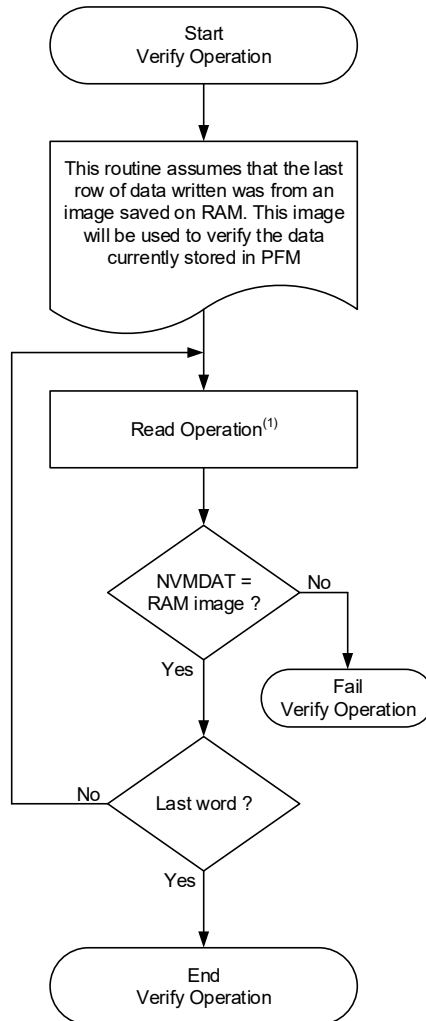 Start
Verify Operation
This routine assumes that the last
row of data written was from an
image saved on RAM. This image
will be used to verify the data
currently stored in PFM
Read Operation(1)
NVMDAT =
RAM image ?
No
Yes
Fail
Verify Operation
Last word ?
No
Yes
End
Verify Operation